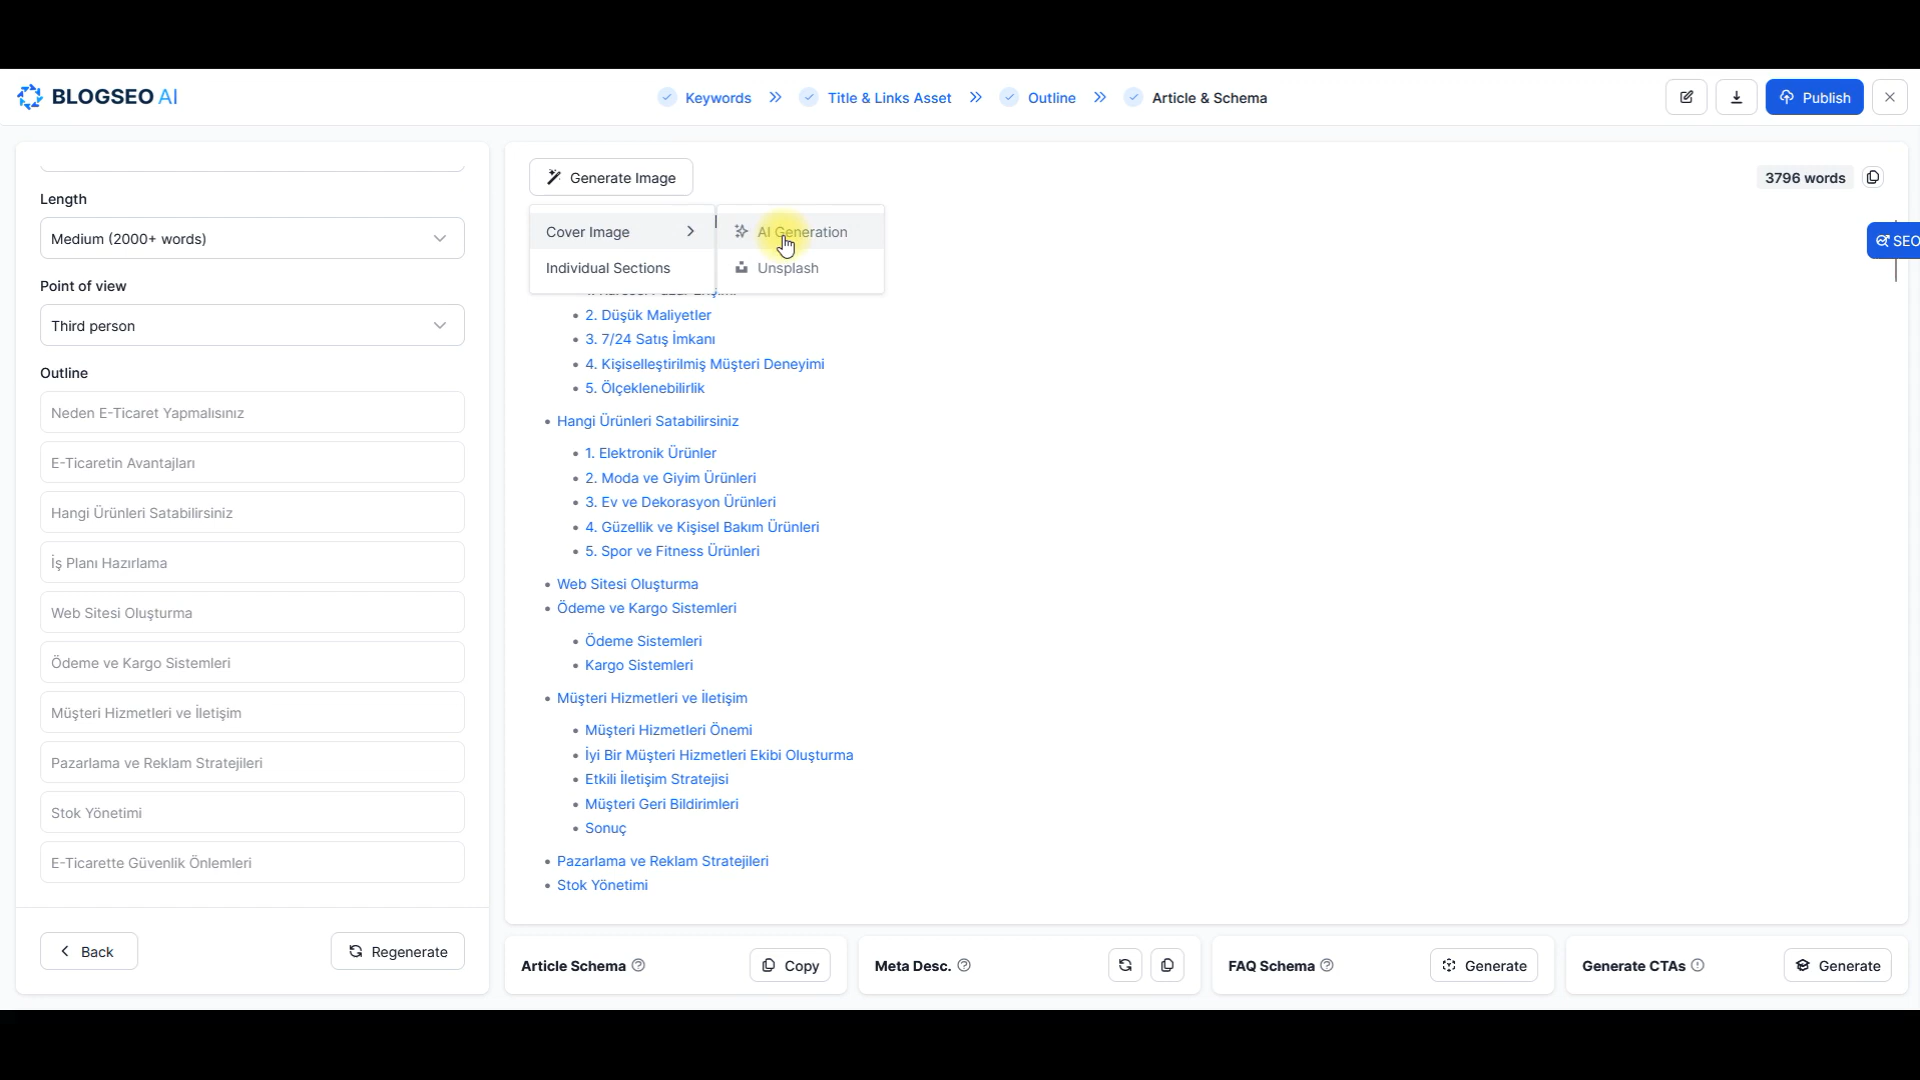 BLOGSEO AI
Keywords
Title & Links Asset
Outline
Article & Schema
Publish
Length
Medium (2000+ words)
Point of view
Third person
Outline
Neden E-Ticaret Yapmalısınız
E-Ticaretin Avantajları
Hangi Ürünleri Satabilirsiniz
İş Planı Hazırlama
Web Sitesi Oluşturma
Ödeme ve Kargo Sistemleri
Müşteri Hizmetleri ve İletişim
Pazarlama ve Reklam Stratejileri
Stok Yönetimi
E-Ticarette Güvenlik Önlemleri
Back
Regenerate
Generate Image
3796 words
Cover Image
AI Generation
Individual Sections
Unsplash
SEO
2. Düşük Maliyetler
3. 7/24 Satış İmkanı
4. Kişiselleştirilmiş Müşteri Deneyimi
5. Ölçeklenebilirlik
Hangi Ürünleri Satabilirsiniz
1. Elektronik Ürünler
2. Moda ve Giyim Ürünleri
3. Ev ve Dekorasyon Ürünleri
4. Güzellik ve Kişisel Bakım Ürünleri
5. Spor ve Fitness Ürünleri
Web Sitesi Oluşturma
Ödeme ve Kargo Sistemleri
Ödeme Sistemleri
Kargo Sistemleri
Müşteri Hizmetleri ve İletişim
Müşteri Hizmetleri Önemi
İyi Bir Müşteri Hizmetleri Ekibi Oluşturma
Etkili İletişim Stratejisi
Müşteri Geri Bildirimleri
Sonuç
Pazarlama ve Reklam Stratejileri
Stok Yönetimi
Article Schema
Copy
Meta Desc.
FAQ Schema
Generate
Generate CTAs
Generate